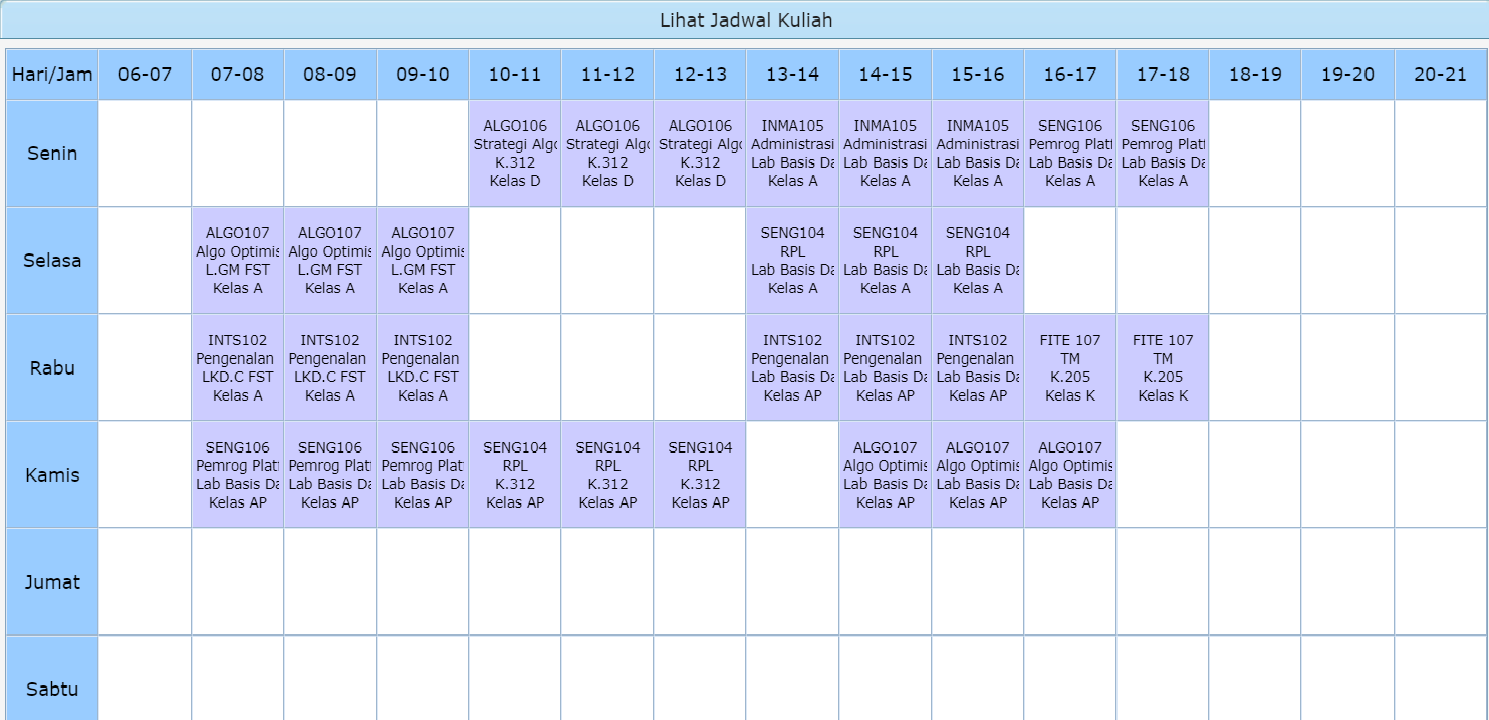 Lihat Jadwal Kuliah
Hari/Jam 06-07 07-08 08-09 09-10 10-11 11-12 12-13 13-14 14-15 15-16 16-17 17-18 18-19 19-20 20-21
Senin
ALGO106 ALGO106 ALGO106 INMA105 INMA105 INMA105 SENG106 SENG106
Strategi Algo Strategi Algo Strategi Algo Administrasi Administrasi Administrasi Pemrog Platf Pemrog Platf
K.312 K.312 K.312 Lab Basis Da Lab Basis Da Lab Basis Da Lab Basis Da Lab Basis Da
Kelas D Kelas D Kelas D Kelas A Kelas A Kelas A Kelas A Kelas A
Selasa
ALGO107 ALGO107 ALGO107 SENG104 SENG104 SENG104
Algo Optimis Algo Optimis Algo Optimis RPL RPL RPL
L.GM FST L.GM FST L.GM FST Lab Basis Da Lab Basis Da Lab Basis Da
Kelas A Kelas A Kelas A Kelas A Kelas A Kelas A
Rabu
INTS102 INTS102 INTS102 INTS102 INTS102 INTS102 FITE 107 FITE 107
Pengenalan Pengenalan Pengenalan Pengenalan Pengenalan Pengenalan TM TM
LKD.C FST LKD.C FST LKD.C FST Lab Basis Da Lab Basis Da Lab Basis Da K.205 K.205
Kelas A Kelas A Kelas A Kelas AP Kelas AP Kelas AP Kelas K Kelas K
Kamis
SENG106 SENG106 SENG106 SENG104 SENG104 SENG104 ALGO107 ALGO107 ALGO107
Pemrog Platf Pemrog Platf Pemrog Platf RPL RPL RPL Algo Optimis Algo Optimis Algo Optimis
Lab Basis Da Lab Basis Da Lab Basis Da K.312 K.312 K.312 Lab Basis Da Lab Basis Da Lab Basis Da
Kelas AP Kelas AP Kelas AP Kelas AP Kelas AP Kelas AP Kelas AP Kelas AP Kelas AP
Jumat
Sabtu